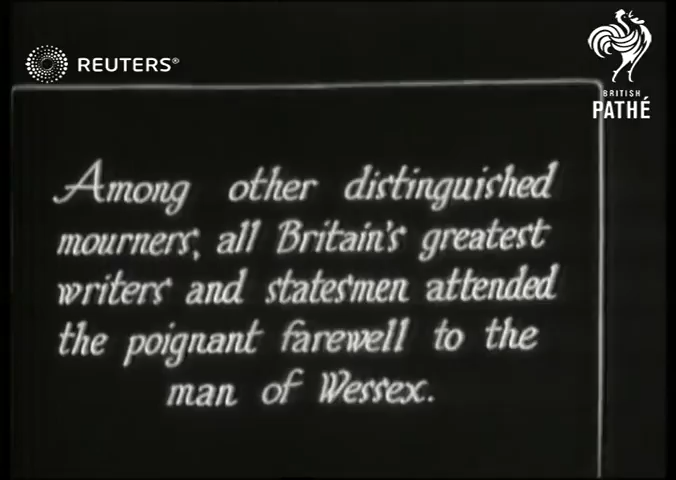 REUTERS®
BRITISH
PATHÉ
Among other distinguished
mourners, all Britain's greatest
writers and statesmen attended
the poignant farewell to the
man of Wessex.